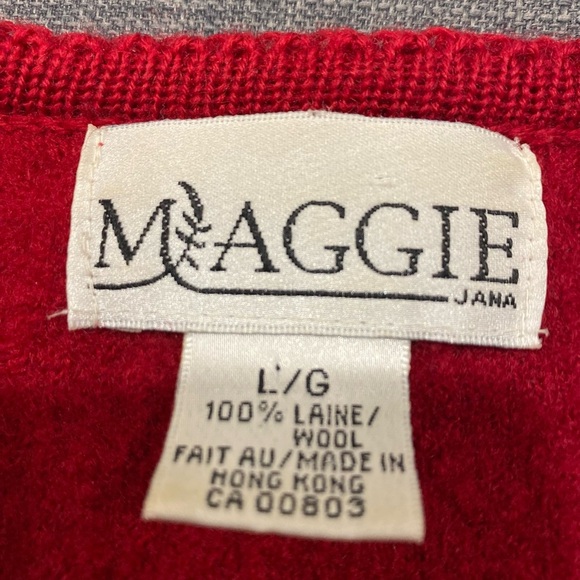 MAGGIE
JANA
L/G
100% LAINE/
WOOL
FAIT AU/MADE IN
HONG KONG
CA 00803